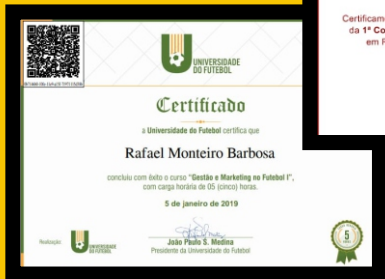 UNIVERSIDADE
DO FUTEBOL
Certificado
a Universidade do Futebol certifica que
Rafael Monteiro Barbosa
concluiu com êxito o curso "Gestão e Marketing no Futebol I",
com carga horária de 05 (cinco) horas.
5 de janeiro de 2019
João Paulo S. Medina
Presidente da Universidade do Futebol
Realização:
UNIVERSIDADE
DO FUTEBOL
5
Certificam
da 1ª Co
em F